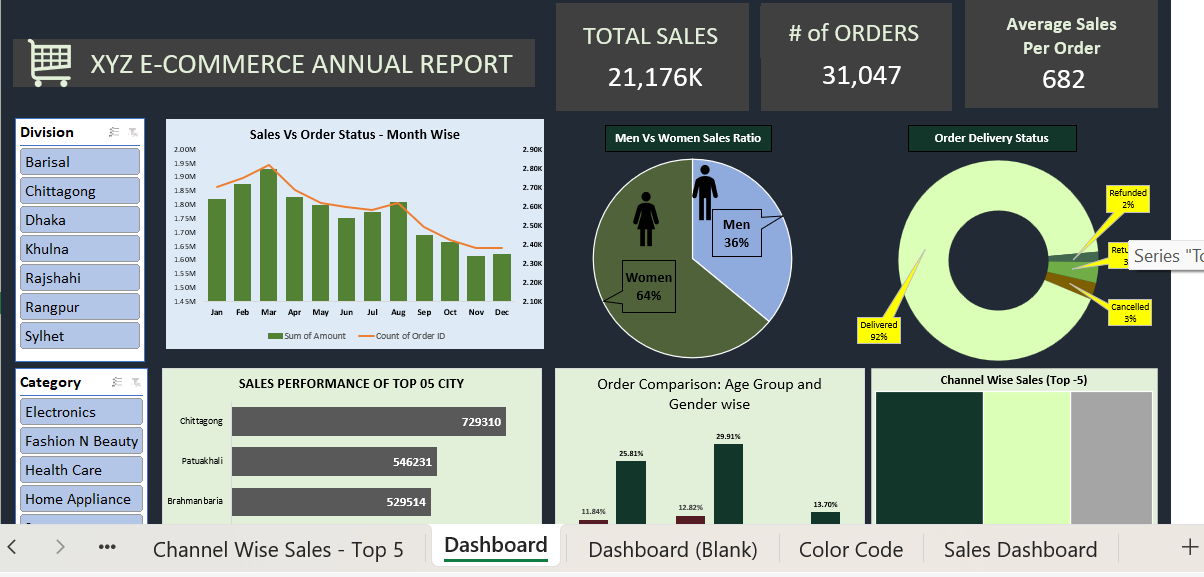 XYZ E-COMMERCE ANNUAL REPORT
TOTAL SALES
21,176K
# of ORDERS
31,047
Average Sales
Per Order
682
Division
Barisal
Chittagong
Dhaka
Khulna
Rajshahi
Rangpur
Sylhet
Sales Vs Order Status - Month Wise
2.00M
1.95M
1.90M
1.85M
1.80M
1.75M
1.70M
1.65M
1.60M
1.55M
1.50M
1.45M
2.90K
2.80K
2.70K
2.60K
2.50K
2.40K
2.30K
2.20K
2.10K
Jan Feb Mar Apr May Jun Jul Aug Sep Oct Nov Dec
Sum of Amount Count of Order ID
Men Vs Women Sales Ratio
Men
36%
Women
64%
Order Delivery Status
Refunded
2%
Retu
3
Series "To
Cancelled
3%
Delivered
92%
Category
Electronics
Fashion N Beauty
Health Care
Home Appliance
SALES PERFORMANCE OF TOP 05 CITY
Chittagong 729310
Patuakhali 546231
Brahmanbaria 529514
Order Comparison: Age Group and
Gender wise
11.84%
25.81%
12.82%
29.91%
13.70%
Channel Wise Sales (Top -5)
Channel Wise Sales - Top 5 Dashboard Dashboard (Blank) Color Code Sales Dashboard